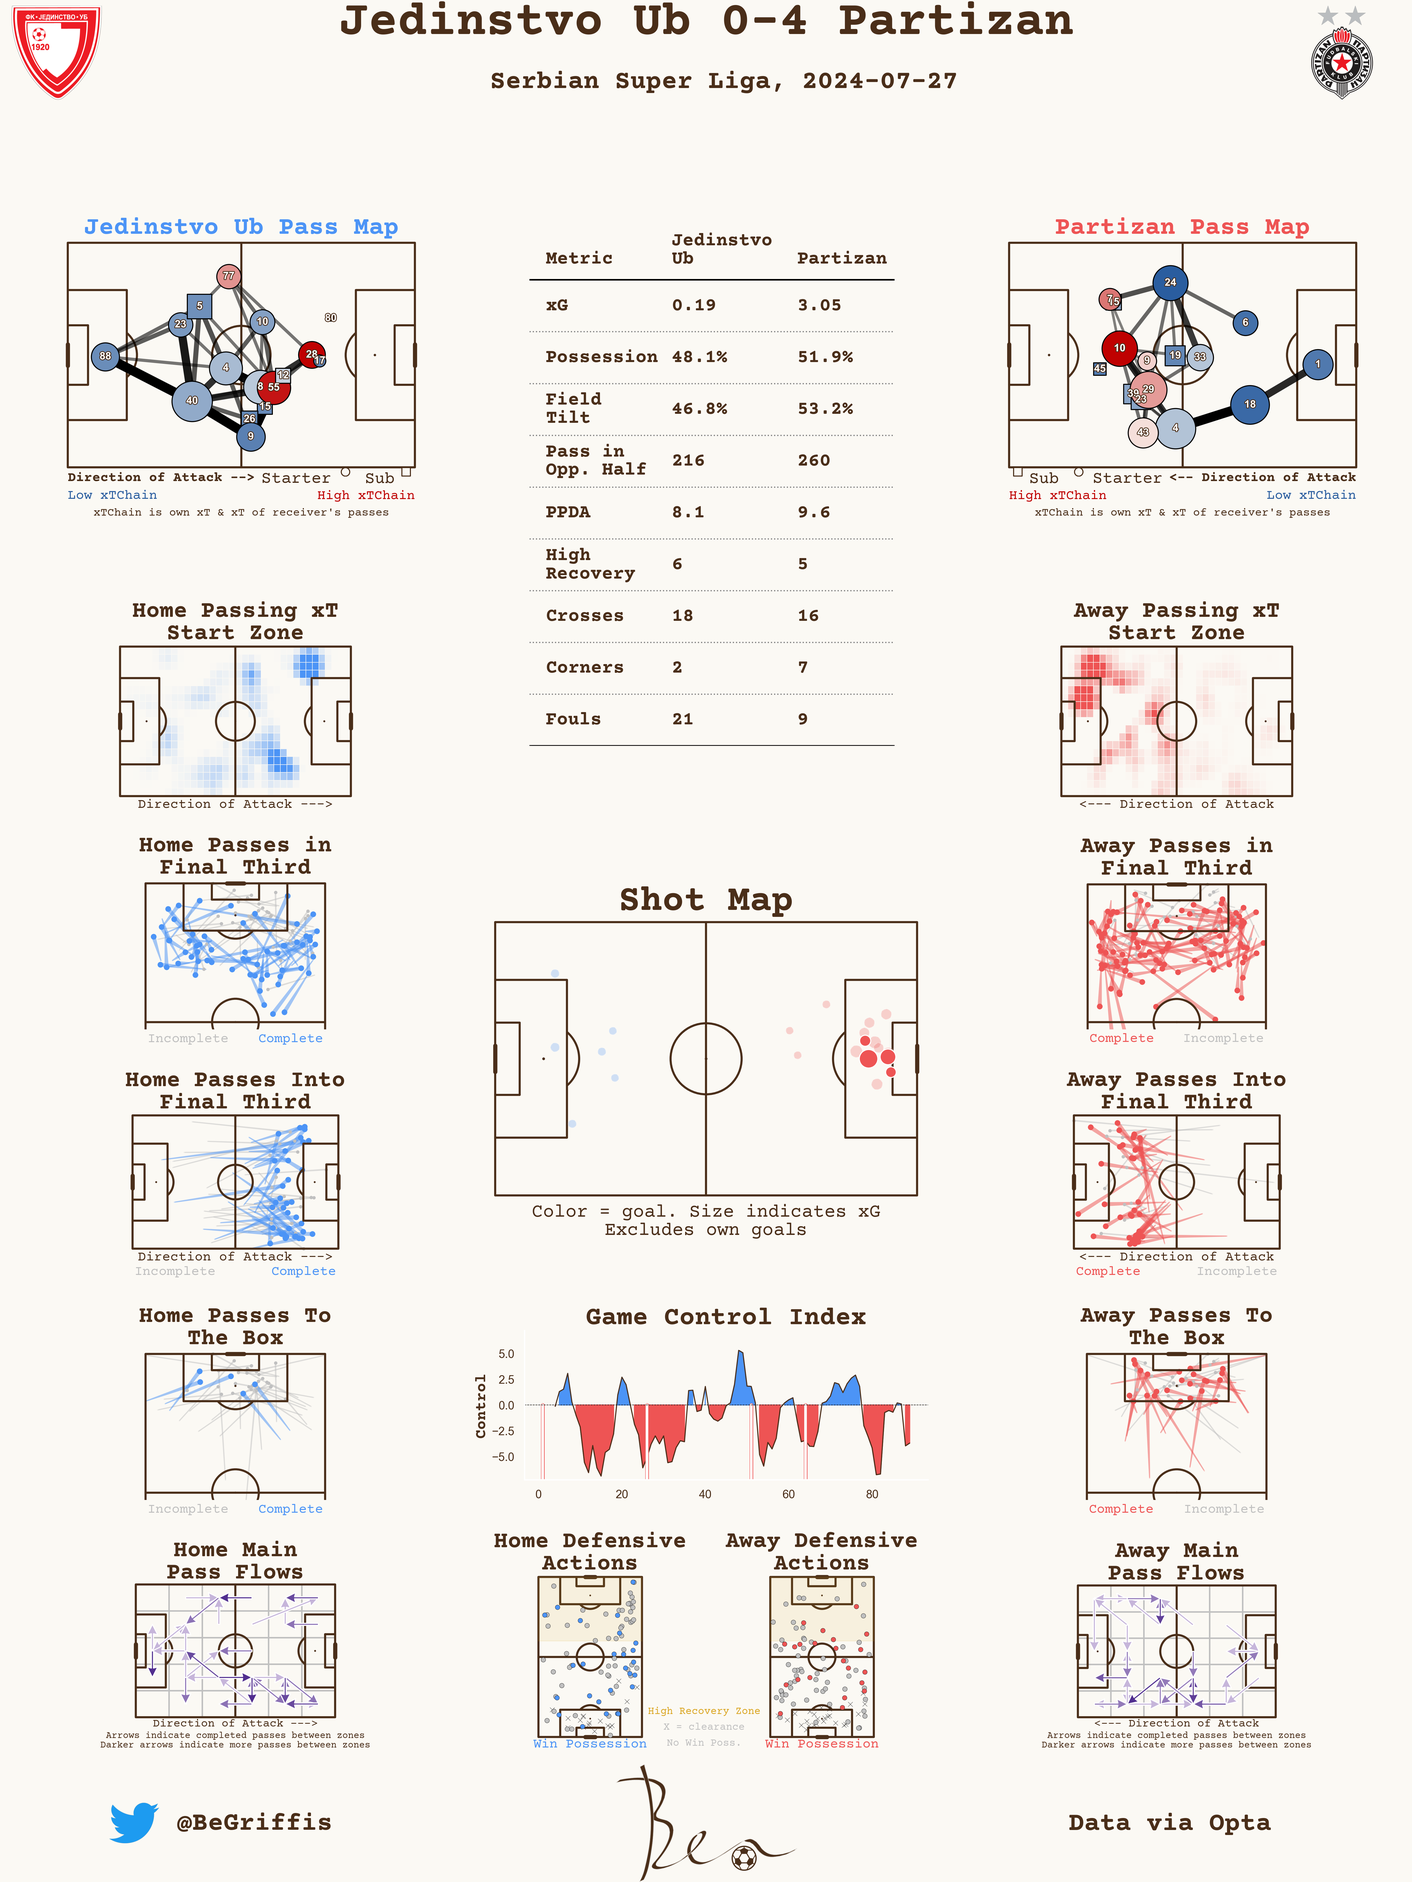 Jedinstvo Ub 0-4 Partizan
Serbian Super Liga, 2024-07-27
ФК · ЈЕДИНСТВО · УБ
1920
ПАРТИЗАН
PARTIZAN
FUDBALSKI
KLUB
Jedinstvo Ub Pass Map
77
5
23
10
80
88
28
17
4
12
8
55
40
15
26
9
Direction of Attack --> Starter Sub
Low xTChain High xTChain
xTChain is own xT & xT of receiver's passes
Metric Jedinstvo Ub Partizan
xG 0.19 3.05
Possession 48.1% 51.9%
Field Tilt 46.8% 53.2%
Pass in Opp. Half 216 260
PPDA 8.1 9.6
High Recovery 6 5
Crosses 18 16
Corners 2 7
Fouls 21 9
Partizan Pass Map
24
7
15
6
10
19
33
9
1
45
39
29
23
18
43
4
Sub Starter <-- Direction of Attack
High xTChain Low xTChain
xTChain is own xT & xT of receiver's passes
Home Passing xT
Start Zone
Direction of Attack --->
Away Passing xT
Start Zone
<--- Direction of Attack
Home Passes in
Final Third
Incomplete Complete
Away Passes in
Final Third
Complete Incomplete
Shot Map
Color = goal. Size indicates xG
Excludes own goals
Home Passes Into
Final Third
Direction of Attack --->
Incomplete Complete
Away Passes Into
Final Third
<--- Direction of Attack
Complete Incomplete
Home Passes To
The Box
Incomplete Complete
Game Control Index
Control
5.0
2.5
0.0
−2.5
−5.0
0 20 40 60 80
Away Passes To
The Box
Complete Incomplete
Home Main
Pass Flows
Direction of Attack --->
Arrows indicate completed passes between zones
Darker arrows indicate more passes between zones
Home Defensive
Actions
Win Possession
High Recovery Zone
X = clearance
No Win Poss.
Away Defensive
Actions
Win Possession
Away Main
Pass Flows
<--- Direction of Attack
Arrows indicate completed passes between zones
Darker arrows indicate more passes between zones
@BeGriffis
Ben
Data via Opta